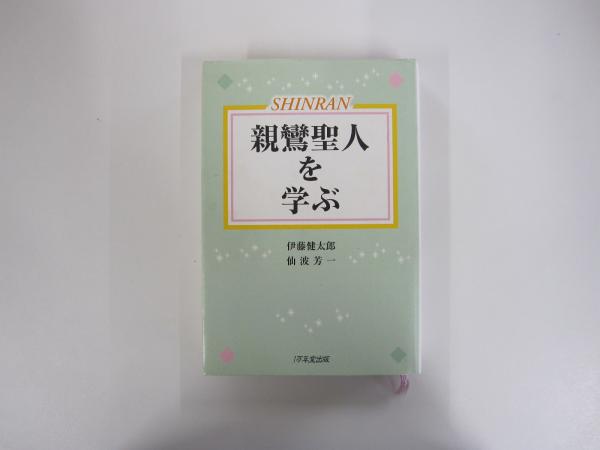 SHINRAN
親鸞聖人
を
学ぶ
伊藤健太郎
仙波芳一
1万年堂出版